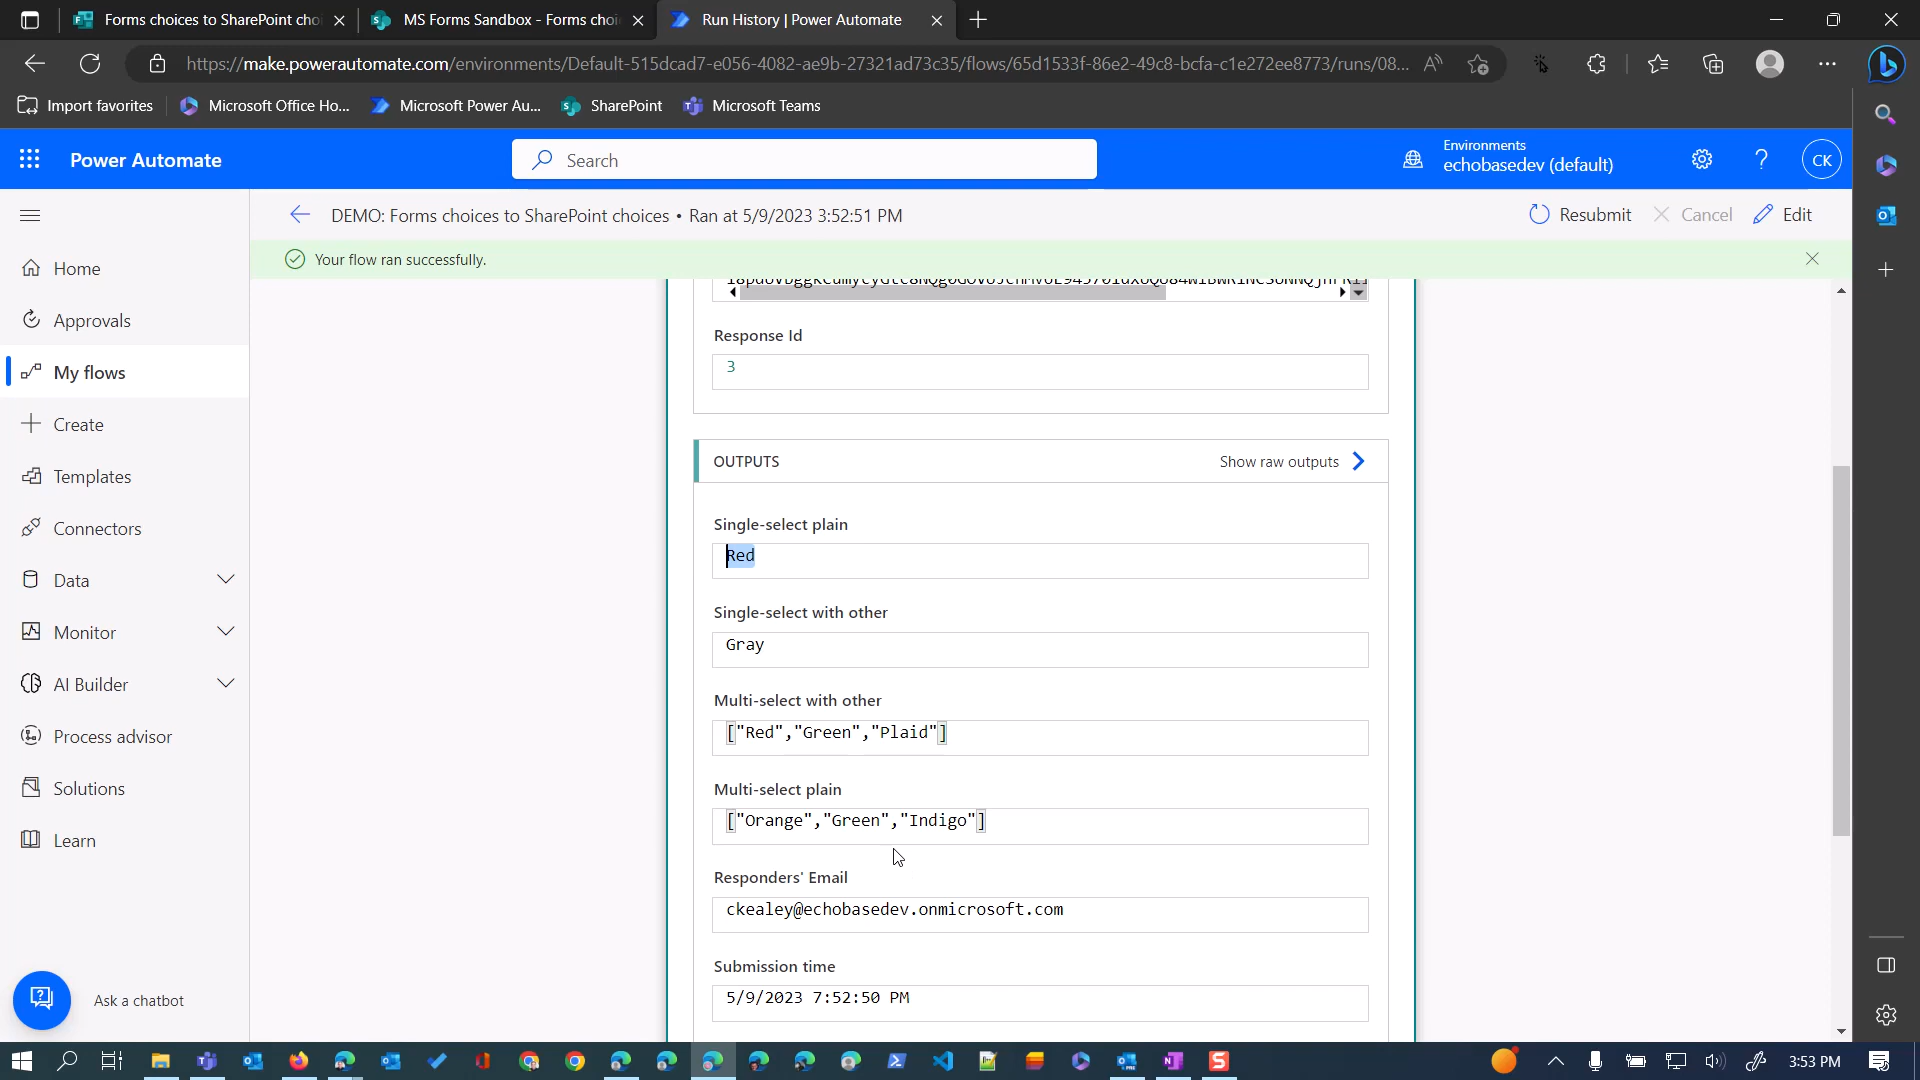 Forms choices to SharePoint cho
MS Forms Sandbox - Forms choi
Run History | Power Automate
https://make.powerautomate.com/environments/Default-515dcad7-e056-4082-ae9b-27321ad73c35/flows/65d1533f-86e2-49c8-bcfa-c1e272ee8773/runs/08...
Import favorites
Microsoft Office Ho...
Microsoft Power Au...
SharePoint
Microsoft Teams
Power Automate
Search
Environments
echobasedev (default)
CK
DEMO: Forms choices to SharePoint choices • Ran at 5/9/2023 3:52:51 PM
Resubmit
Cancel
Edit
Your flow ran successfully.
Home
Approvals
My flows
Create
Templates
Connectors
Data
Monitor
AI Builder
Process advisor
Solutions
Learn
Ask a chatbot
Response Id
3
OUTPUTS
Show raw outputs
Single-select plain
Red
Single-select with other
Gray
Multi-select with other
["Red","Green","Plaid"]
Multi-select plain
["Orange","Green","Indigo"]
Responders' Email
ckealey@echobasedev.onmicrosoft.com
Submission time
5/9/2023 7:52:50 PM
3:53 PM